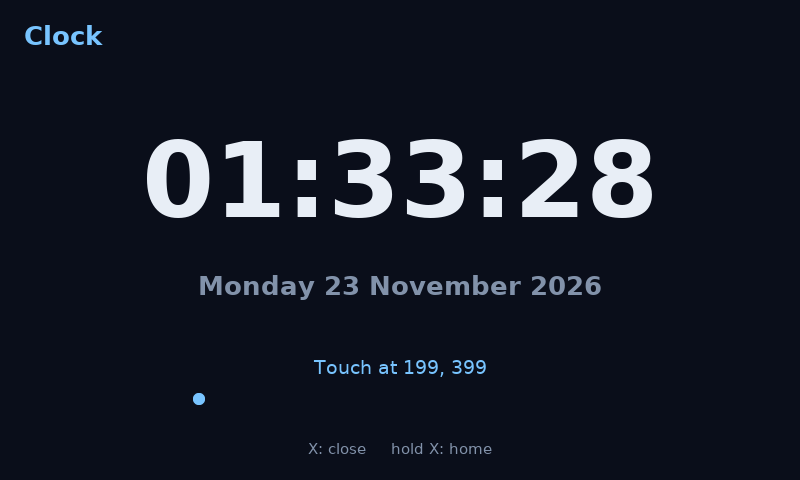 Clock
01:33:28
Monday 23 November 2026
Touch at 199, 399
X: close hold X: home